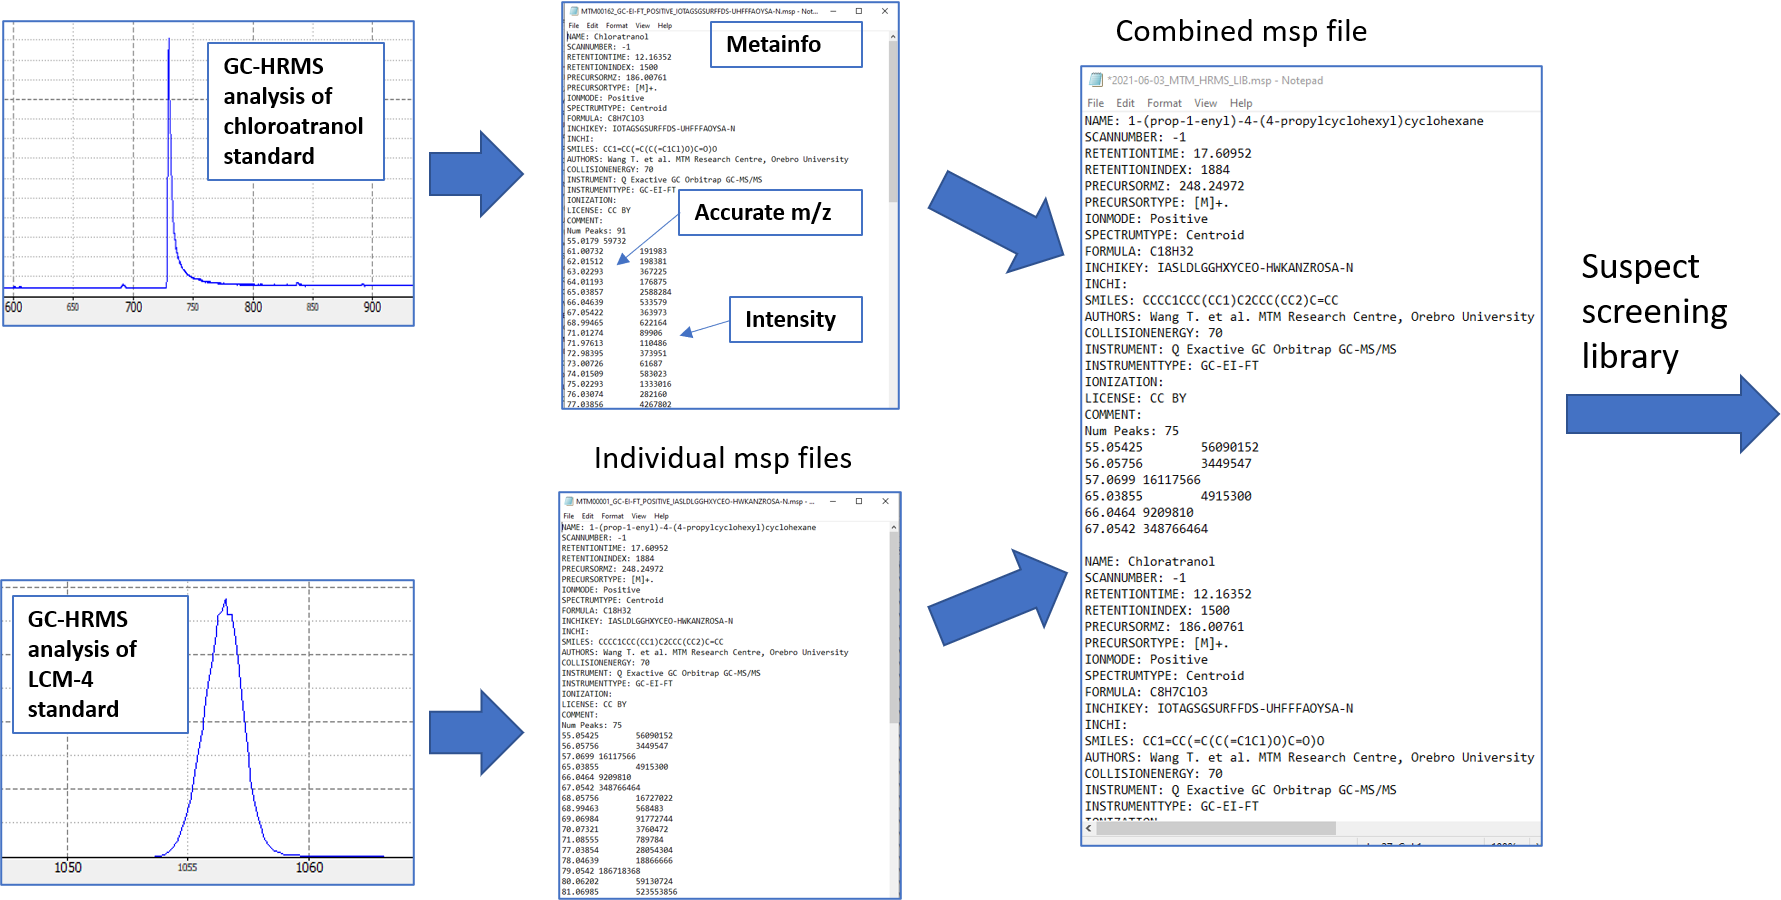 GC-HRMS
analysis of
chloroatranol
standard
600 650 700 750 800 850 900
MTM00162_GC-EI-FT_POSITIVE_IOTAGSGSURFFDS-UHFFFAOYSA-N.msp - Not...
File Edit Format View Help
NAME: Chloratranol
SCANNUMBER: -1
RETENTIONTIME: 12.16352
RETENTIONINDEX: 1500
PRECURSORMZ: 186.00761
PRECURSORTYPE: [M]+.
IONMODE: Positive
SPECTRUMTYPE: Centroid
FORMULA: C8H7ClO3
INCHIKEY: IOTAGSGSURFFDS-UHFFFAOYSA-N
INCHI:
SMILES: CC1=CC(=C(C(=C1Cl)O)C=O)O
AUTHORS: Wang T. et al. MTM Research Centre, Orebro University
COLLISIONENERGY: 70
INSTRUMENT: Q Exactive GC Orbitrap GC-MS/MS
INSTRUMENTTYPE: GC-EI-FT
IONIZATION:
LICENSE: CC BY
COMMENT:
Num Peaks: 91
55.0179 59732
61.00732 191983
62.01512 198381
63.02293 367225
64.01193 176875
65.03857 2588284
66.04639 533579
67.05422 363973
68.99465 622164
71.01274 89906
71.97613 110486
72.98395 373951
73.00726 61687
74.01509 583023
75.02293 1333016
76.03074 282160
77.03856 4267802
Metainfo
Accurate m/z
Intensity
Individual msp files
GC-HRMS
analysis of
LCM-4
standard
1050 1055 1060
MTM00001_GC-EI-FT_POSITIVE_IASLDLGGHXYCEO-HWKANZROSA-N.msp - ...
File Edit Format View Help
NAME: 1-(prop-1-enyl)-4-(4-propylcyclohexyl)cyclohexane
SCANNUMBER: -1
RETENTIONTIME: 17.60952
RETENTIONINDEX: 1884
PRECURSORMZ: 248.24972
PRECURSORTYPE: [M]+.
IONMODE: Positive
SPECTRUMTYPE: Centroid
FORMULA: C18H32
INCHIKEY: IASLDLGGHXYCEO-HWKANZROSA-N
INCHI:
SMILES: CCCC1CCC(CC1)C2CCC(CC2)C=CC
AUTHORS: Wang T. et al. MTM Research Centre, Orebro University
COLLISIONENERGY: 70
INSTRUMENT: Q Exactive GC Orbitrap GC-MS/MS
INSTRUMENTTYPE: GC-EI-FT
IONIZATION:
LICENSE: CC BY
COMMENT:
Num Peaks: 75
55.05425 56090152
56.05756 3449547
57.0699 16117566
65.03855 4915300
66.0464 9209810
67.0542 348766464
68.05756 16727022
68.99463 568483
69.06984 91772744
70.07321 3760472
71.08555 789784
77.03854 28054304
78.04639 18866666
79.0542 186718368
80.06202 59130724
81.06985 523553856
Combined msp file
*2021-06-03_MTM_HRMS_LIB.msp - Notepad
File Edit Format View Help
NAME: 1-(prop-1-enyl)-4-(4-propylcyclohexyl)cyclohexane
SCANNUMBER: -1
RETENTIONTIME: 17.60952
RETENTIONINDEX: 1884
PRECURSORMZ: 248.24972
PRECURSORTYPE: [M]+.
IONMODE: Positive
SPECTRUMTYPE: Centroid
FORMULA: C18H32
INCHIKEY: IASLDLGGHXYCEO-HWKANZROSA-N
INCHI:
SMILES: CCCC1CCC(CC1)C2CCC(CC2)C=CC
AUTHORS: Wang T. et al. MTM Research Centre, Orebro University
COLLISIONENERGY: 70
INSTRUMENT: Q Exactive GC Orbitrap GC-MS/MS
INSTRUMENTTYPE: GC-EI-FT
IONIZATION:
LICENSE: CC BY
COMMENT:
Num Peaks: 75
55.05425 56090152
56.05756 3449547
57.0699 16117566
65.03855 4915300
66.0464 9209810
67.0542 348766464
NAME: Chloratranol
SCANNUMBER: -1
RETENTIONTIME: 12.16352
RETENTIONINDEX: 1500
PRECURSORMZ: 186.00761
PRECURSORTYPE: [M]+.
IONMODE: Positive
SPECTRUMTYPE: Centroid
FORMULA: C8H7ClO3
INCHIKEY: IOTAGSGSURFFDS-UHFFFAOYSA-N
INCHI:
SMILES: CC1=CC(=C(C(=C1Cl)O)C=O)O
AUTHORS: Wang T. et al. MTM Research Centre, Orebro University
COLLISIONENERGY: 70
INSTRUMENT: Q Exactive GC Orbitrap GC-MS/MS
INSTRUMENTTYPE: GC-EI-FT
Suspect
screening
library